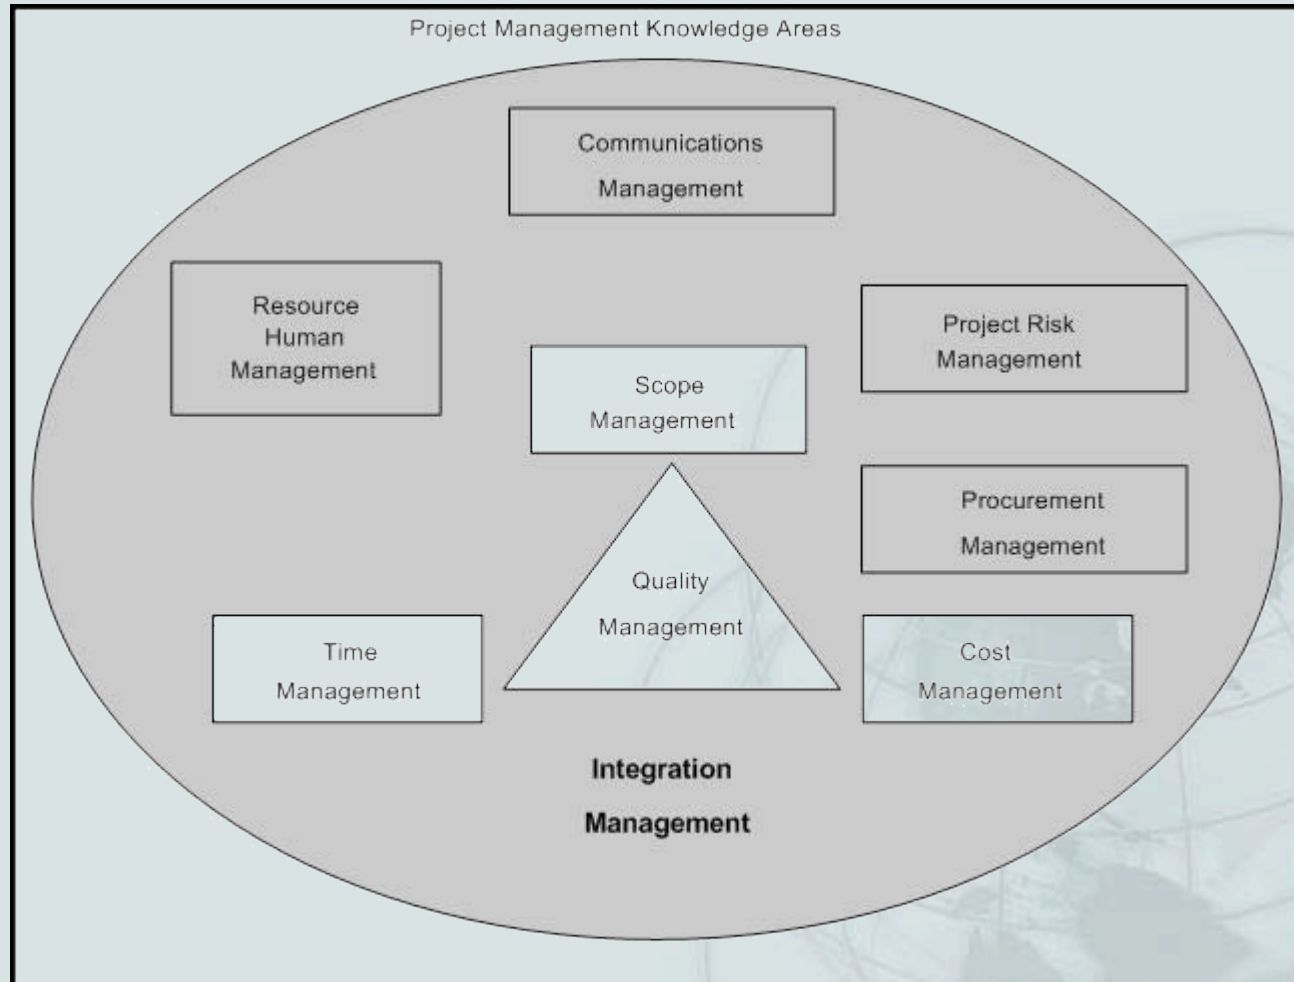 Project Management Knowledge Areas
Communications
Management
Resource
Human
Management
Project Risk
Management
Scope
Management
Procurement
Management
Quality
Management
Time
Management
Cost
Management
Integration
Management